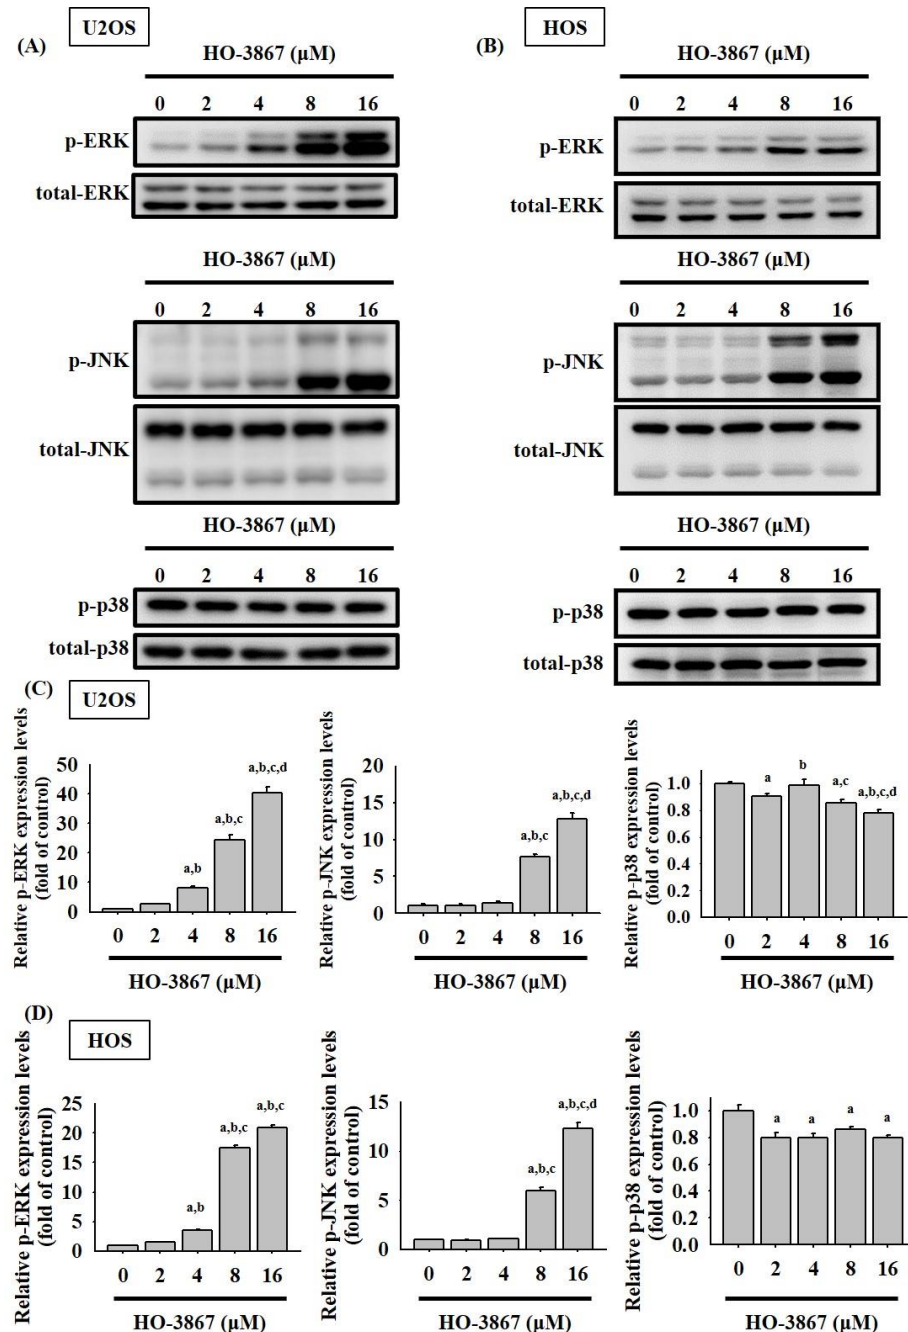 (A) U2OS
HO-3867 (µM)
0 2 4 8 16
p-ERK
total-ERK
HO-3867 (µM)
0 2 4 8 16
p-JNK
total-JNK
HO-3867 (µM)
0 2 4 8 16
p-p38
total-p38
(B) HOS
HO-3867 (µM)
0 2 4 8 16
p-ERK
total-ERK
HO-3867 (µM)
0 2 4 8 16
p-JNK
total-JNK
HO-3867 (µM)
0 2 4 8 16
p-p38
total-p38
(C) U2OS
Relative p-ERK expression levels
(fold of control)
50
40
30
20
10
0
a,b
a,b,c
a,b,c,d
0 2 4 8 16
HO-3867 (µM)
Relative p-JNK expression levels
(fold of control)
20
15
10
5
0
a,b,c
a,b,c,d
0 2 4 8 16
HO-3867 (µM)
Relative p-p38 expression levels
(fold of control)
1.0
0.8
0.6
0.4
0.2
0.0
a
b
a,c
a,b,c,d
0 2 4 8 16
HO-3867 (µM)
(D) HOS
Relative p-ERK expression levels
(fold of control)
25
20
15
10
5
0
a,b
a,b,c
a,b,c
0 2 4 8 16
HO-3867 (µM)
Relative p-JNK expression levels
(fold of control)
15
10
5
0
a,b,c
a,b,c,d
0 2 4 8 16
HO-3867 (µM)
Relative p-p38 expression levels
(fold of control)
1.0
0.8
0.6
0.4
0.2
0.0
a
a
a
a
0 2 4 8 16
HO-3867 (µM)